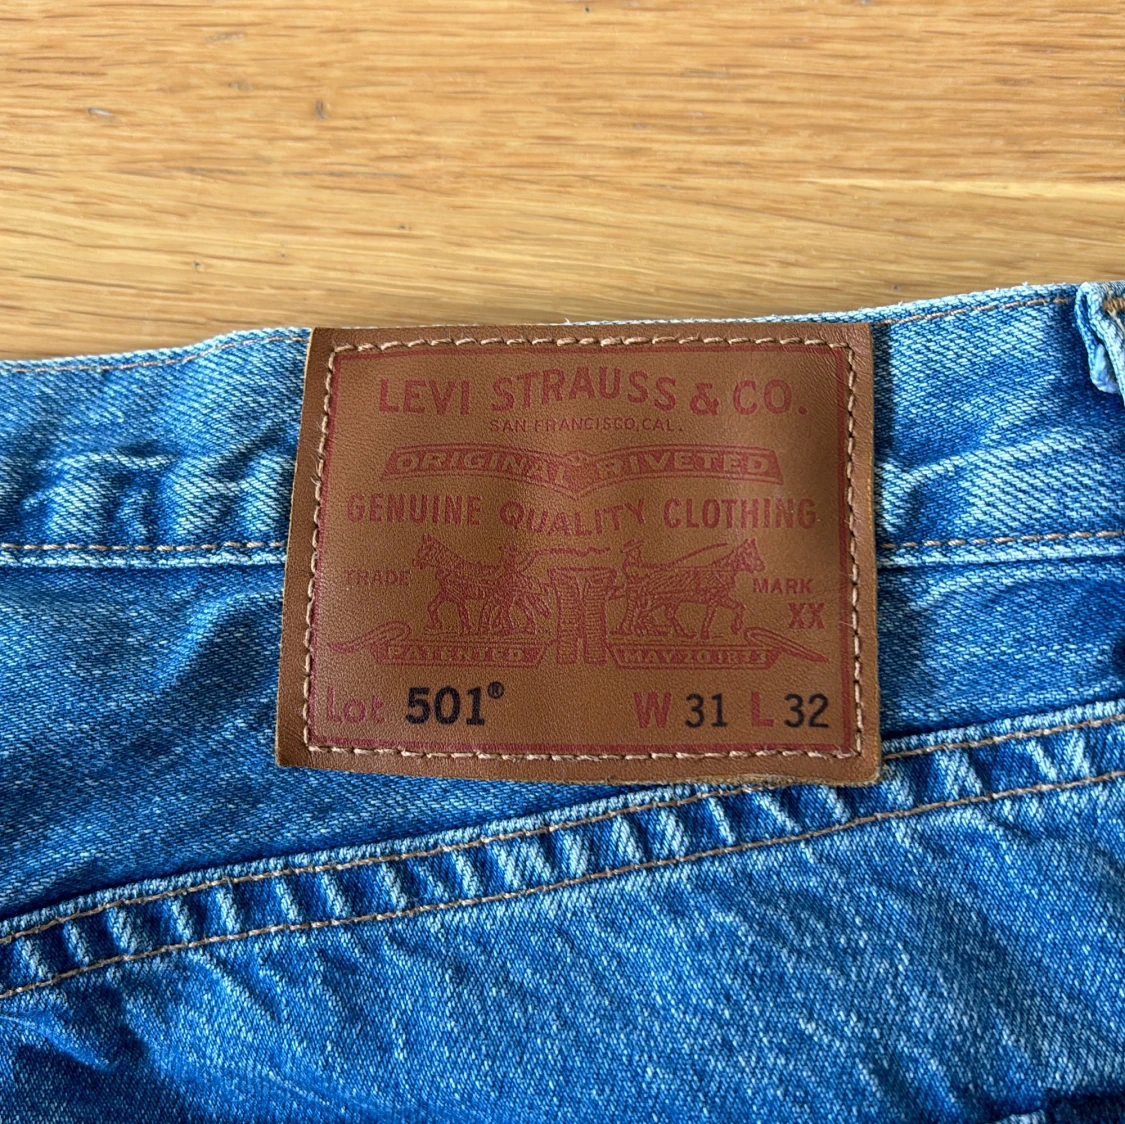 LEVI STRAUSS & CO.
SAN FRANCISCO, CAL.
ORIGINAL RIVETED
GENUINE QUALITY CLOTHING
TRADE MARK
XX
PATENTED MAY 20 1873
Lot 501® W 31 L 32